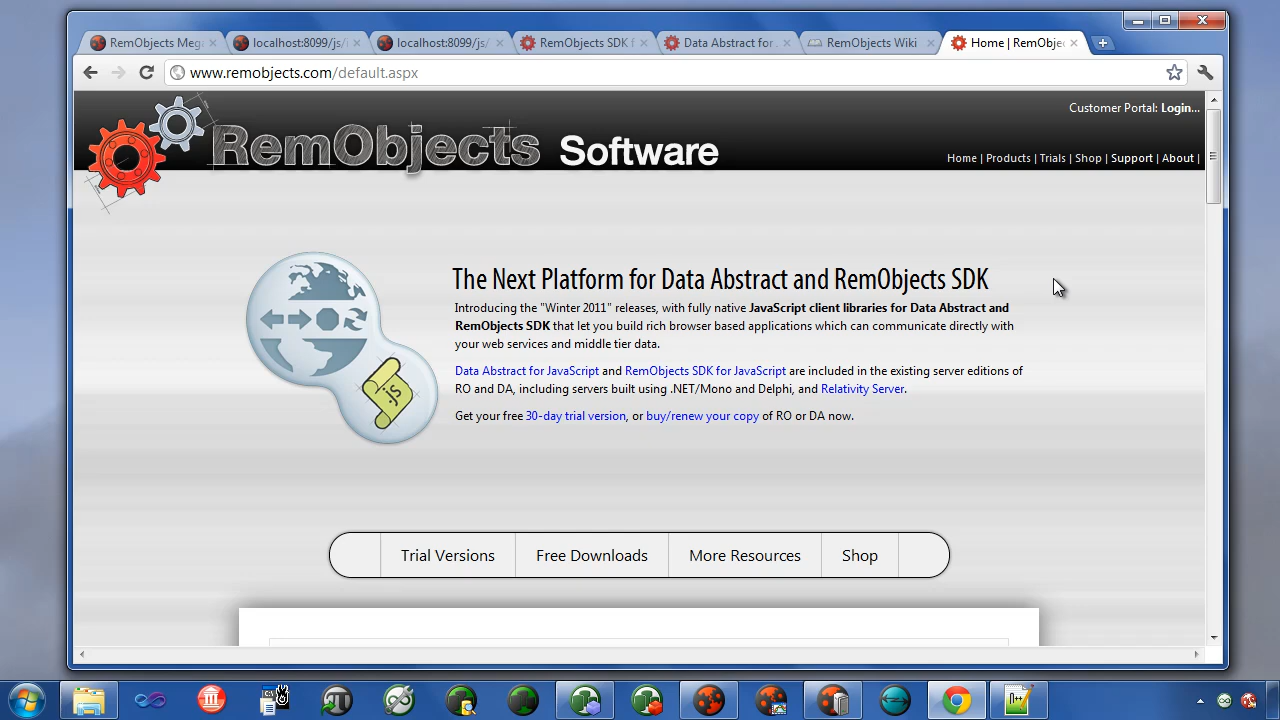 RemObjects Meg
localhost:8099/js/
localhost:8099/js/
RemObjects SDK f
Data Abstract for
RemObjects Wiki
Home | RemObje
www.remobjects.com/default.aspx
Customer Portal: Login...
RemObjects Software
Home | Products | Trials | Shop | Support | About |
The Next Platform for Data Abstract and RemObjects SDK
Introducing the "Winter 2011" releases, with fully native JavaScript client libraries for Data Abstract and
RemObjects SDK that let you build rich browser based applications which can communicate directly with
your web services and middle tier data.
.js
Data Abstract for JavaScript and RemObjects SDK for JavaScript are included in the existing server editions of
RO and DA, including servers built using .NET/Mono and Delphi, and Relativity Server.
Get your free 30-day trial version, or buy/renew your copy of RO or DA now.
Trial Versions
Free Downloads
More Resources
Shop